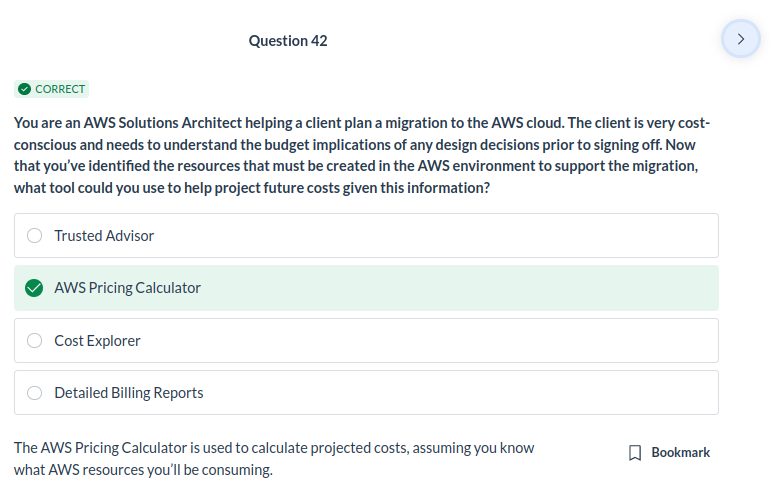 Question 42
CORRECT
You are an AWS Solutions Architect helping a client plan a migration to the AWS cloud. The client is very cost-
conscious and needs to understand the budget implications of any design decisions prior to signing off. Now
that you’ve identified the resources that must be created in the AWS environment to support the migration,
what tool could you use to help project future costs given this information?
Trusted Advisor
AWS Pricing Calculator
Cost Explorer
Detailed Billing Reports
The AWS Pricing Calculator is used to calculate projected costs, assuming you know
what AWS resources you’ll be consuming.
Bookmark